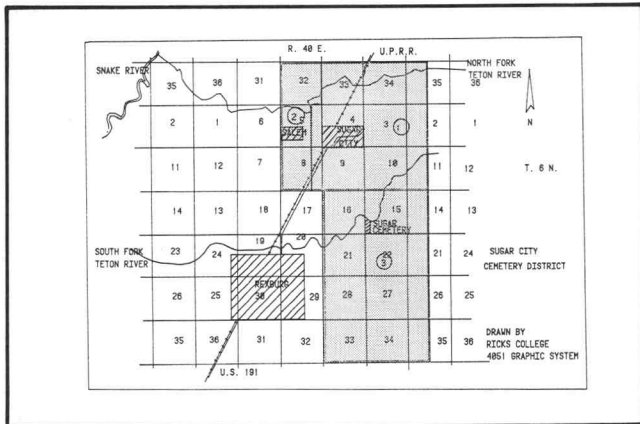 R. 40 E.
U.P.R.R.
SNAKE RIVER
NORTH FORK
TETON RIVER
35 36 31 32 33 34 35 36
2 1 6 5 4 3 2 1
2 1
SALEM
SUGAR
CITY
N
11 12 7 8 9 10 11 12
T. 6 N.
14 13 18 17 16 15 14 13
SUGAR
CEMETERY
SOUTH FORK
TETON RIVER
23 24 19 20 21 22 21 24
3
SUGAR CITY
CEMETERY DISTRICT
REXBURG
26 25 30 29 28 27 26 25
35 36 31 32 33 34 35 36
DRAWN BY
RICKS COLLEGE
4051 GRAPHIC SYSTEM
U.S. 191